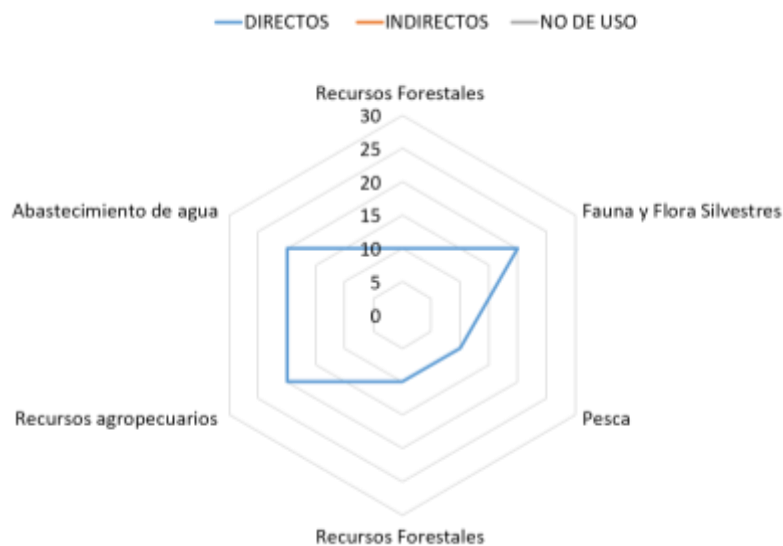 DIRECTOS INDIRECTOS NO DE USO
Recursos Forestales
30
25
20
Abastecimiento de agua
Fauna y Flora Silvestres
15
10
5
0
Recursos agropecuarios
Pesca
Recursos Forestales